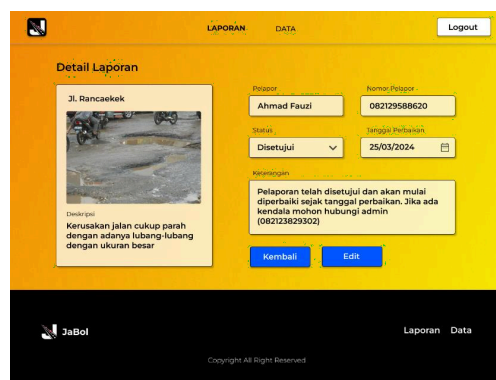 LAPORAN DATA Logout
Detail Laporan
Jl. Rancaekek
Deskripsi
Kerusakan jalan cukup parah
dengan adanya lubang-lubang
dengan ukuran besar
Pelapor
Ahmad Fauzi
Nomor Pelapor
082129588620
Status
Disetujui
Tanggal Perbaikan
25/03/2024
Keterangan
Pelaporan telah disetujui dan akan mulai
diperbaiki sejak tanggal perbaikan. Jika ada
kendala mohon hubungi admin
(082123829302)
Kembali Edit
JaBol
Laporan Data
Copyright All Right Reserved